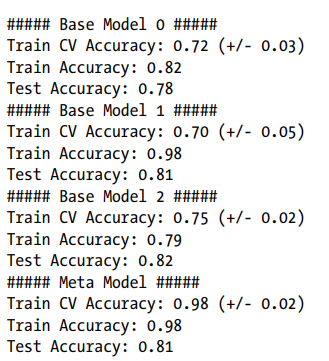 ##### Base Model 0 #####
Train CV Accuracy: 0.72 (+/- 0.03)
Train Accuracy: 0.82
Test Accuracy: 0.78
##### Base Model 1 #####
Train CV Accuracy: 0.70 (+/- 0.05)
Train Accuracy: 0.98
Test Accuracy: 0.81
##### Base Model 2 #####
Train CV Accuracy: 0.75 (+/- 0.02)
Train Accuracy: 0.79
Test Accuracy: 0.82
##### Meta Model #####
Train CV Accuracy: 0.98 (+/- 0.02)
Train Accuracy: 0.98
Test Accuracy: 0.81